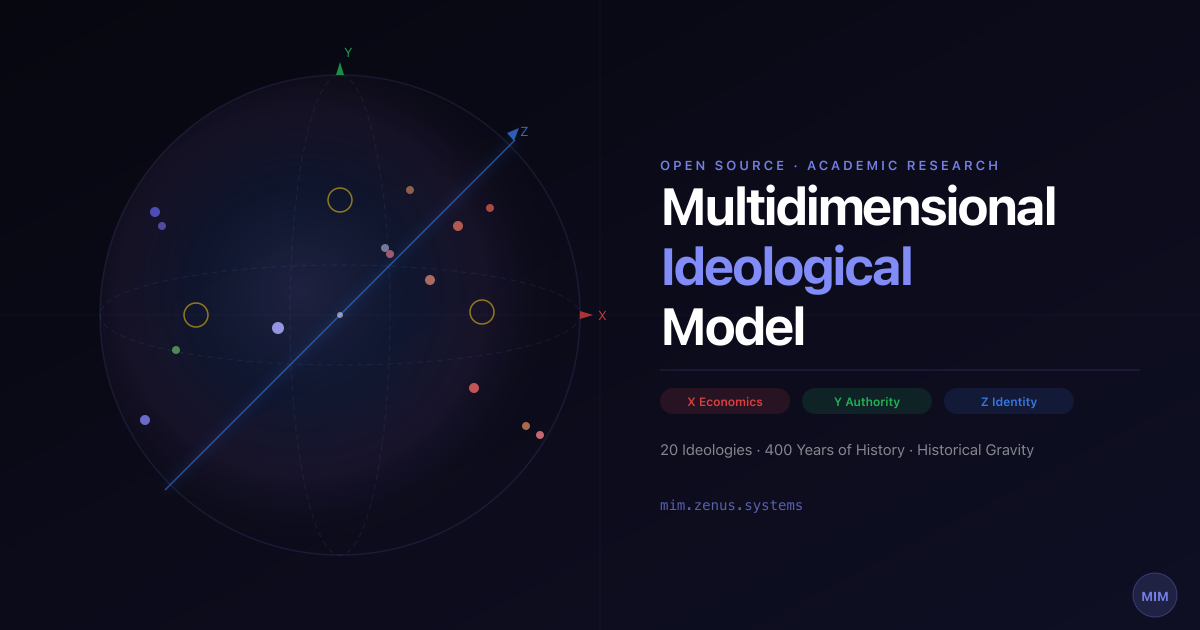 Y
Z
X
OPEN SOURCE · ACADEMIC RESEARCH
Multidimensional
Ideological
Model
X Economics
Y Authority
Z Identity
20 Ideologies · 400 Years of History · Historical Gravity
mim.zenus.systems
MIM